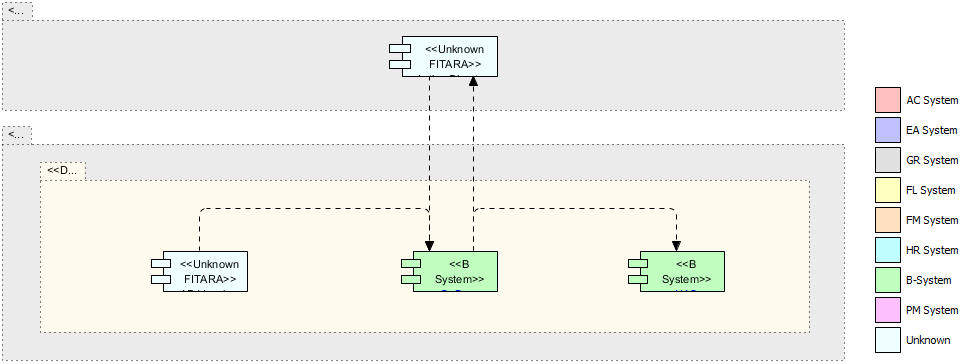 <...
<<Unknown
FITARA>>
<...
<<D...
<<Unknown
FITARA>>
<<B
System>>
<<B
System>>
AC System
EA System
GR System
FL System
FM System
HR System
B-System
PM System
Unknown